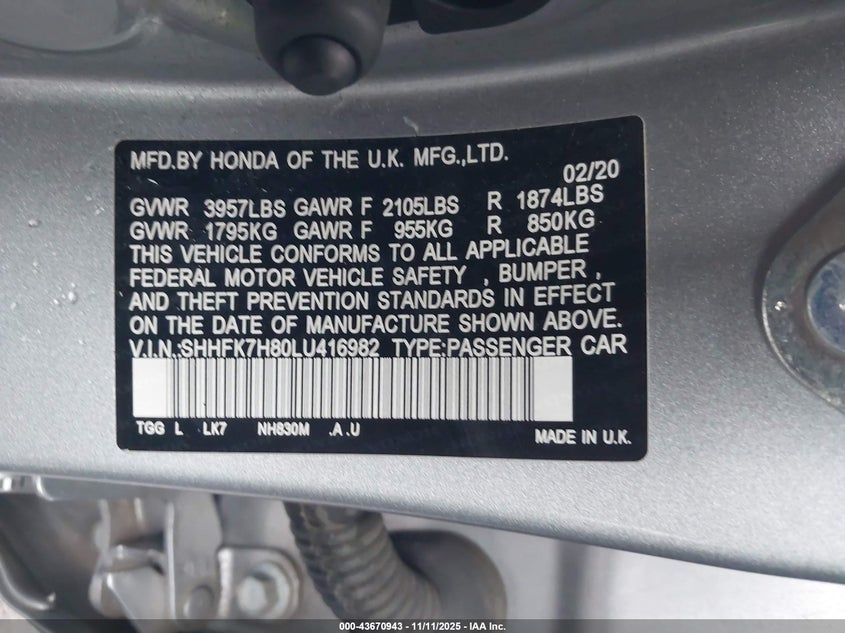 MFD.BY HONDA OF THE U.K. MFG.,LTD.
02/20
GVWR 3957LBS GAWR F 2105LBS R 1874LBS
GVWR 1795KG GAWR F 955KG R 850KG
THIS VEHICLE CONFORMS TO ALL APPLICABLE
FEDERAL MOTOR VEHICLE SAFETY , BUMPER ,
AND THEFT PREVENTION STANDARDS IN EFFECT
ON THE DATE OF MANUFACTURE SHOWN ABOVE.
V.I.N.:SHHFK7H80LU416982 TYPE:PASSENGER CAR
TGG L LK7 NH830M .A .U
MADE IN U.K.
000-43670943 - 11/11/2025 - IAA Inc.